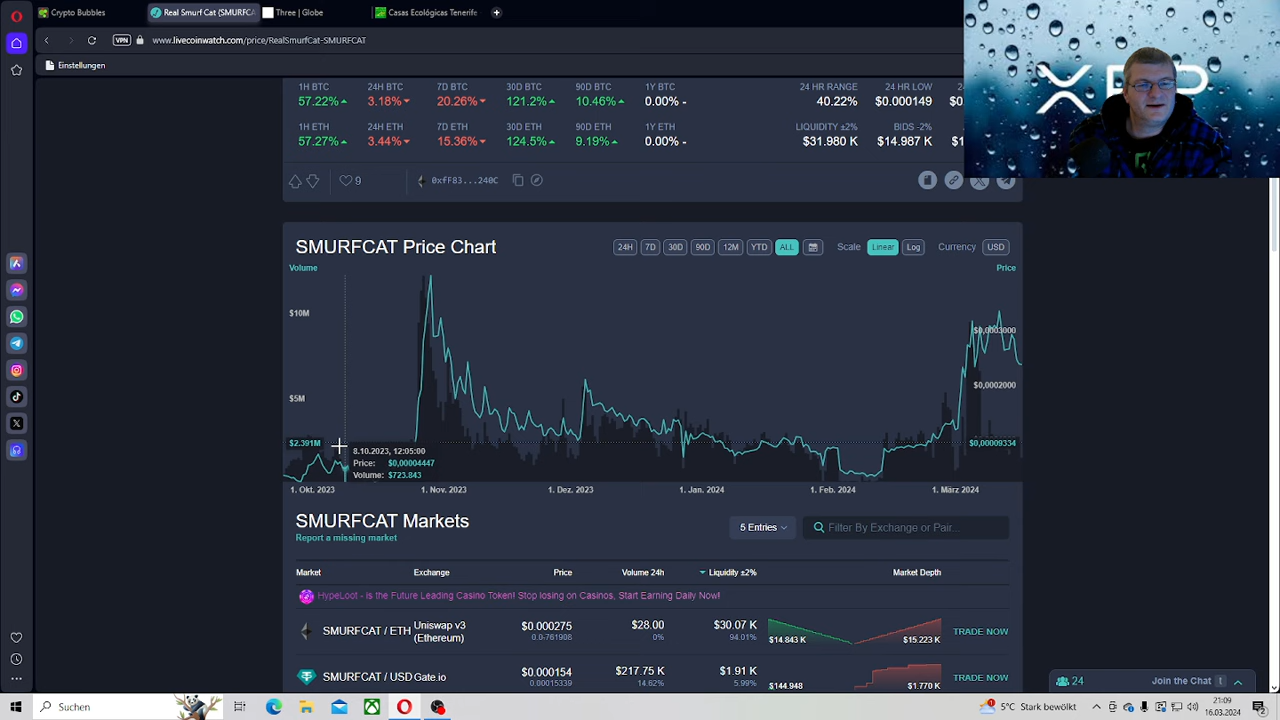 Crypto Bubbles
Real Smurf Cat (SMURFCA
Three | Globe
Casas Ecológicas Tenerife
VPN
www.livecoinwatch.com/price/RealSmurfCat-SMURFCAT
Einstellungen
1H BTC 24H BTC 7D BTC 30D BTC 90D BTC 1Y BTC 24 HR RANGE 24 HR LOW
57.22% 3.18% 20.26% 121.2% 10.46% 0.00% - 40.22% $0.000149 $0.
1H ETH 24H ETH 7D ETH 30D ETH 90D ETH 1Y ETH LIQUIDITY ±2% BIDS -2%
57.27% 3.44% 15.36% 124.5% 9.19% 0.00% - $31.980 K $14.987 K $1
9
0xfF83...240C
SMURFCAT Price Chart
24H 7D 30D 90D 12M YTD ALL
Scale Linear Log Currency USD
Volume Price
$10M
$0,0003000
$5M
$0,0002000
$2.391M
$0,00009334
8.10.2023, 12:05:00
Price: $0,00004447
Volume: $723.843
1. Okt. 2023 1. Nov. 2023 1. Dez. 2023 1. Jan. 2024 1. Feb. 2024 1. März 2024
SMURFCAT Markets
Report a missing market
5 Entries
Filter By Exchange or Pair...
Market Exchange Price Volume 24h Liquidity ±2% Market Depth
HypeLoot - is the Future Leading Casino Token! Stop losing on Casinos, Start Earning Daily Now!
SMURFCAT / ETH Uniswap v3 (Ethereum) $0.000275 $28.00 $30.07 K TRADE NOW
0% 94.01% $14.843 K $15.223 K
SMURFCAT / USD Gate.io $0.000154 $217.75 K $1.91 K TRADE NOW
0.00015339 14.62% 5.99% $144.948 $1.770 K
24 Join the Chat
Suchen
5°C Stark bewölkt
21:09
16.03.2024
2